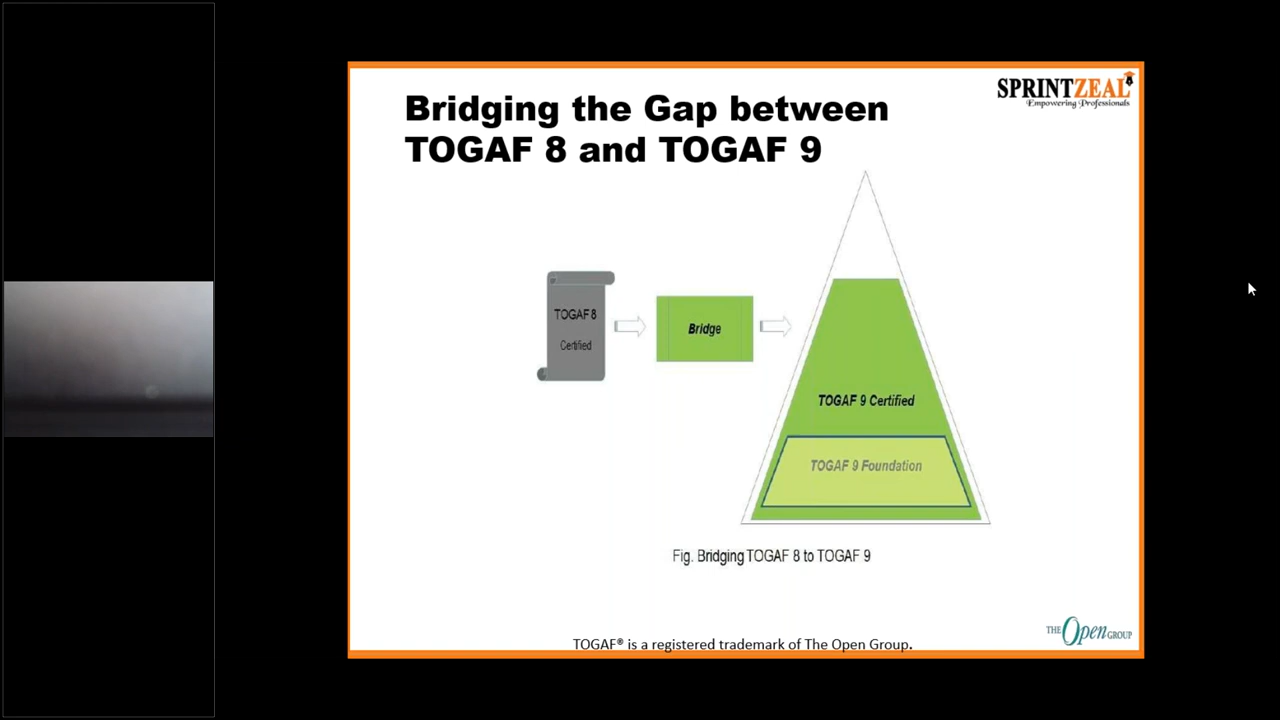 SPRINTZEAL
Empowering Professionals
Bridging the Gap between
TOGAF 8 and TOGAF 9
TOGAF 8
Certified
Bridge
TOGAF 9 Certified
TOGAF 9 Foundation
Fig. Bridging TOGAF 8 to TOGAF 9
THE Open GROUP
TOGAF® is a registered trademark of The Open Group.